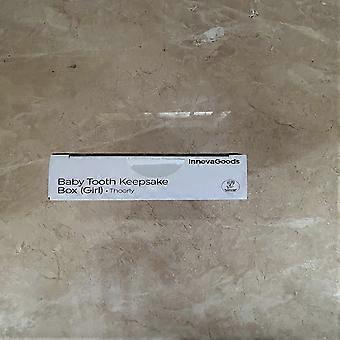 InnovaGoods
Baby Tooth Keepsake
Box (Girl) • Thoorly